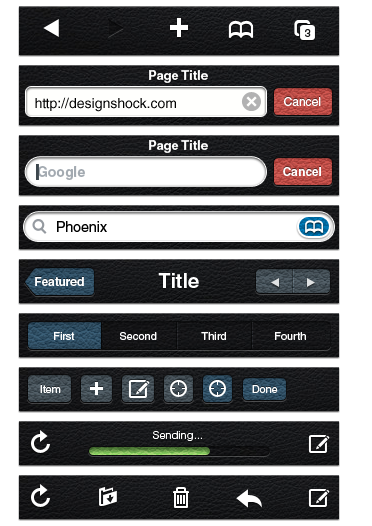 3
Page Title
http://designshock.com Cancel
Page Title
Google Cancel
Phoenix
Featured Title
First Second Third Fourth
Item Done
Sending...